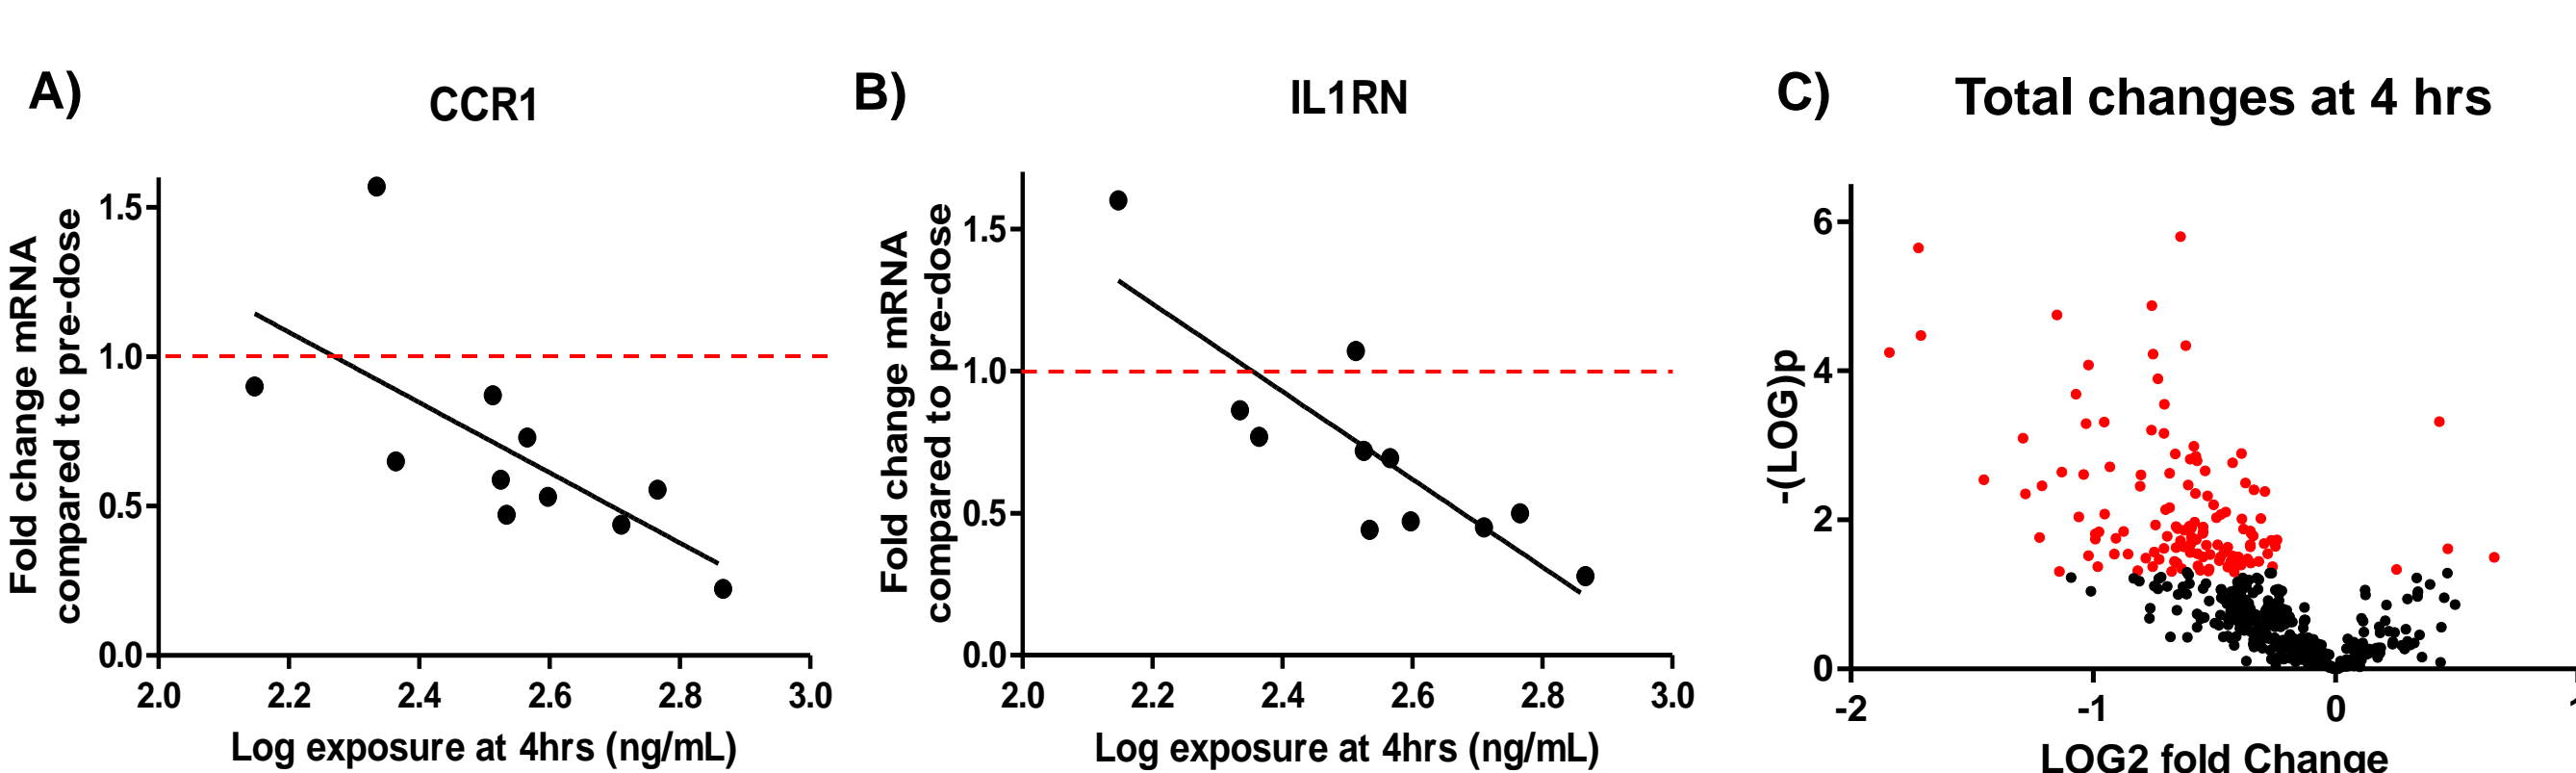 A)
CCR1
Fold change mRNA
compared to pre-dose
1.5
1.0
0.5
0.0
2.0 2.2 2.4 2.6 2.8 3.0
Log exposure at 4hrs (ng/mL)
B)
IL1RN
Fold change mRNA
compared to pre-dose
1.5
1.0
0.5
0.0
2.0 2.2 2.4 2.6 2.8 3.0
Log exposure at 4hrs (ng/mL)
C)
Total changes at 4 hrs
-(LOG)p
6
4
2
0
-2 -1 0
LOG2 fold Change